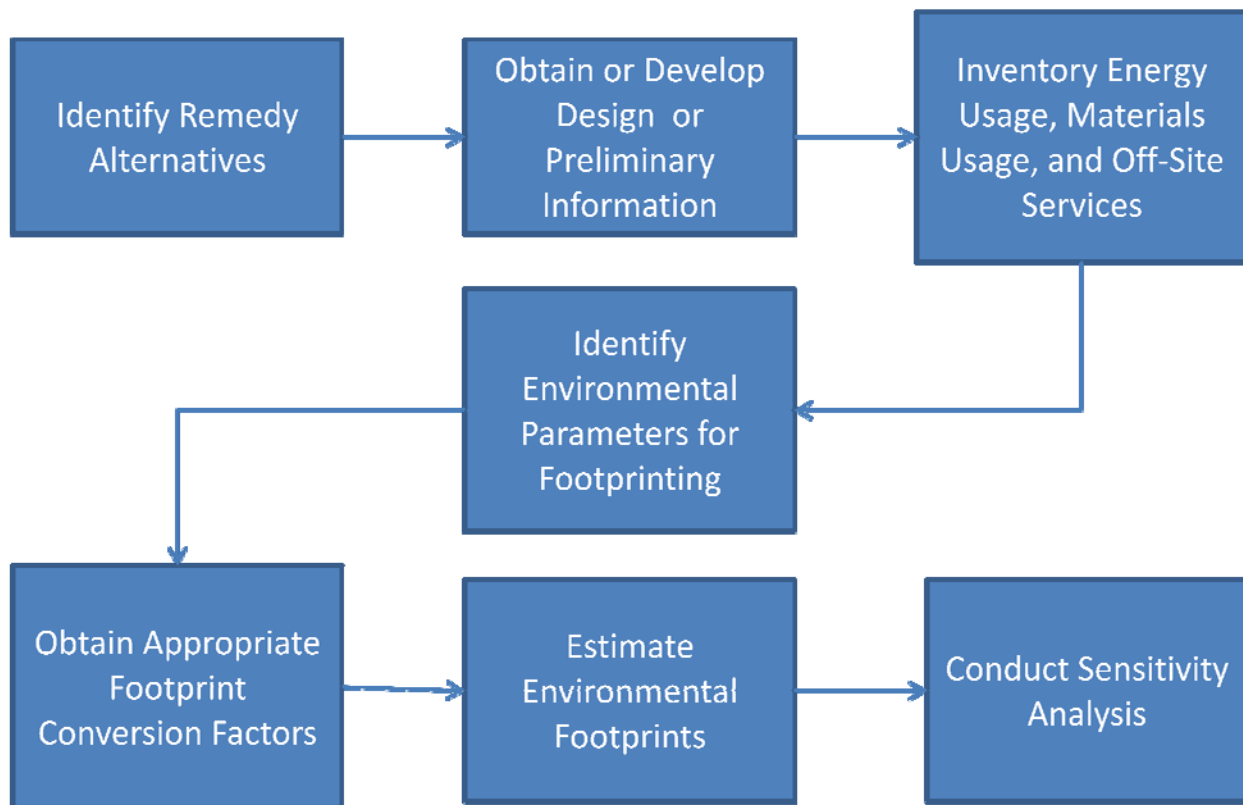 Identify Remedy
Alternatives
Obtain or Develop
Design or
Preliminary
Information
Inventory Energy
Usage, Materials
Usage, and Off-Site
Services
Identify
Environmental
Parameters for
Footprinting
Obtain Appropriate
Footprint
Conversion Factors
Estimate
Environmental
Footprints
Conduct Sensitivity
Analysis